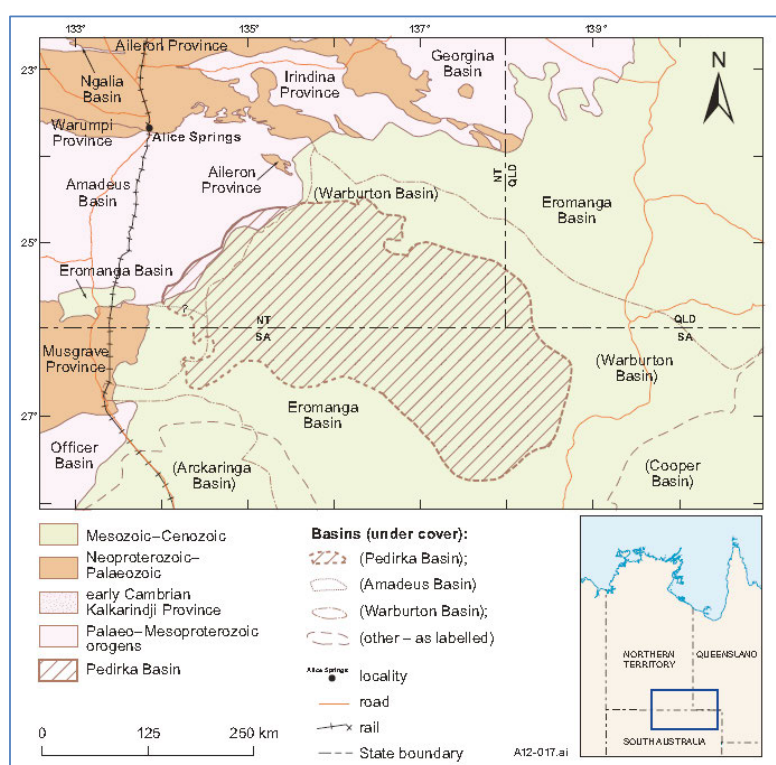 133°
135°
137°
139°
Aileron Province
23°
Ngalia
Basin
Irindina
Province
Georgina
Basin
N
Warumpi
Province
Alice Springs
Aileron
Province
Amadeus
Basin
(Warburton Basin)
NT
QLD
Eromanga
Basin
25°
Eromanga Basin
?
NT
SA
QLD
SA
Musgrave
Province
(Warburton
Basin)
27°
Eromanga
Basin
Officer
Basin
(Arckaringa
Basin)
(Cooper
Basin)
Mesozoic–Cenozoic
Neoproterozoic–
Palaeozoic
early Cambrian
Kalkarindji Province
Palaeo–Mesoproterozoic
orogens
Pedirka Basin
0 125 250 km
Basins (under cover):
(Pedirka Basin);
(Amadeus Basin)
(Warburton Basin);
(other – as labelled)
Alice Springs locality
road
rail
State boundary
A12-017.ai
NORTHERN
TERRITORY
QUEENSLAND
SOUTH AUSTRALIA